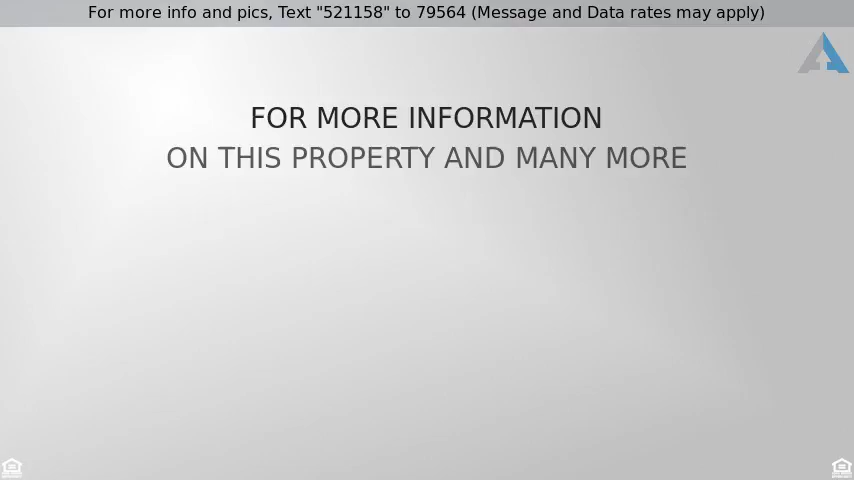 For more info and pics, Text "521158" to 79564 (Message and Data rates may apply)
FOR MORE INFORMATION
ON THIS PROPERTY AND MANY MORE